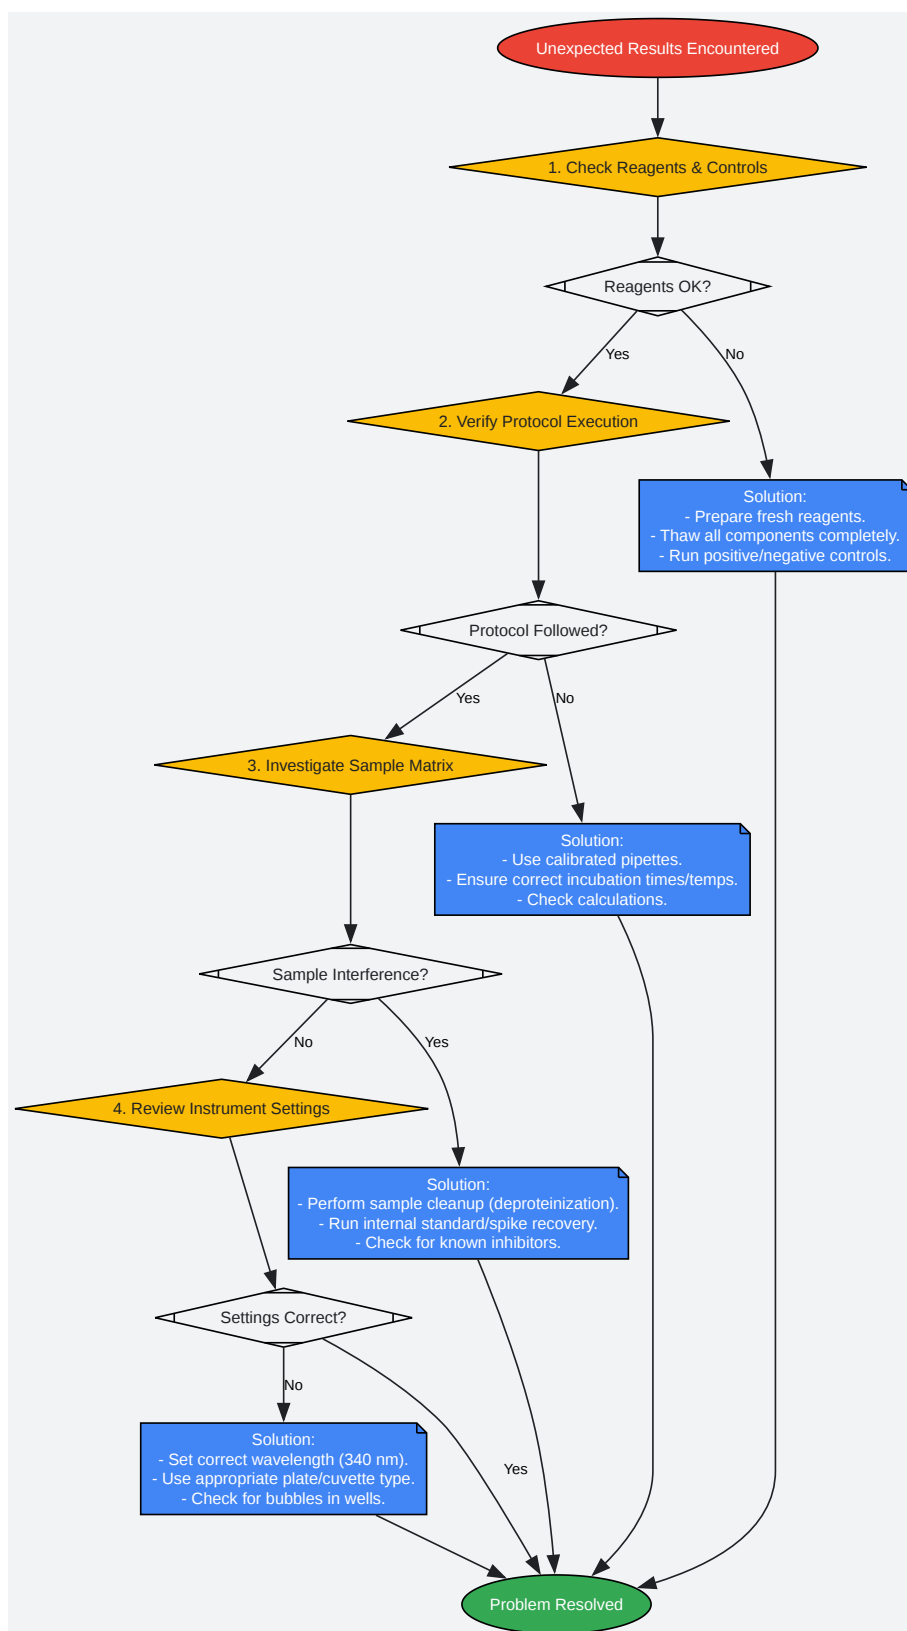 Unexpected Results Encountered
1. Check Reagents & Controls
Reagents OK?
Yes
No
2. Verify Protocol Execution
Solution:
- Prepare fresh reagents.
- Thaw all components completely.
- Run positive/negative controls.
Protocol Followed?
Yes
No
3. Investigate Sample Matrix
Solution:
- Use calibrated pipettes.
- Ensure correct incubation times/temps.
- Check calculations.
Sample Interference?
No
Yes
4. Review Instrument Settings
Solution:
- Perform sample cleanup (deproteinization).
- Run internal standard/spike recovery.
- Check for known inhibitors.
Settings Correct?
No
Solution:
- Set correct wavelength (340 nm).
- Use appropriate plate/cuvette type.
- Check for bubbles in wells.
Yes
Problem Resolved